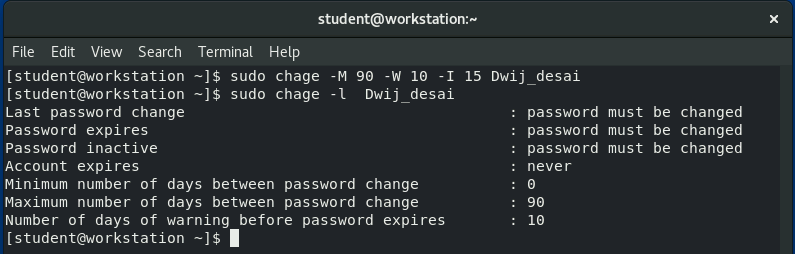 student@workstation:~ ×
File Edit View Search Terminal Help
[student@workstation ~]$ sudo chage -M 90 -W 10 -I 15 Dwij_desai
[student@workstation ~]$ sudo chage -l  Dwij_desai
Last password change                                    : password must be changed
Password expires                                        : password must be changed
Password inactive                                       : password must be changed
Account expires                                         : never
Minimum number of days between password change          : 0
Maximum number of days between password change          : 90
Number of days of warning before password expires       : 10
[student@workstation ~]$